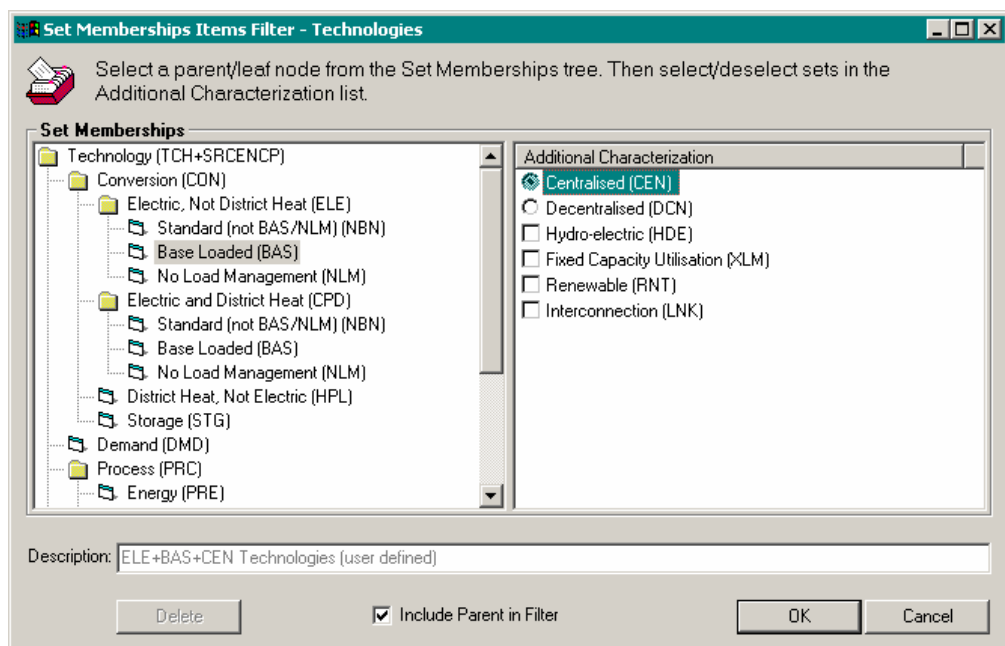 Set Memberships Items Filter - Technologies
Select a parent/leaf node from the Set Memberships tree. Then select/deselect sets in the
Additional Characterization list.
Set Memberships
Technology (TCH+SRCENCP)
Conversion (CON)
Electric, Not District Heat (ELE)
Standard (not BAS/NLM) (NBN)
Base Loaded (BAS)
No Load Management (NLM)
Electric and District Heat (CPD)
Standard (not BAS/NLM) (NBN)
Base Loaded (BAS)
No Load Management (NLM)
District Heat, Not Electric (HPL)
Storage (STG)
Demand (DMD)
Process (PRC)
Energy (PRE)
Additional Characterization
Centralised (CEN)
Decentralised (DCN)
Hydro-electric (HDE)
Fixed Capacity Utilisation (XLM)
Renewable (RNT)
Interconnection (LNK)
Description: ELE+BAS+CEN Technologies (user defined)
Delete
Include Parent in Filter
OK
Cancel